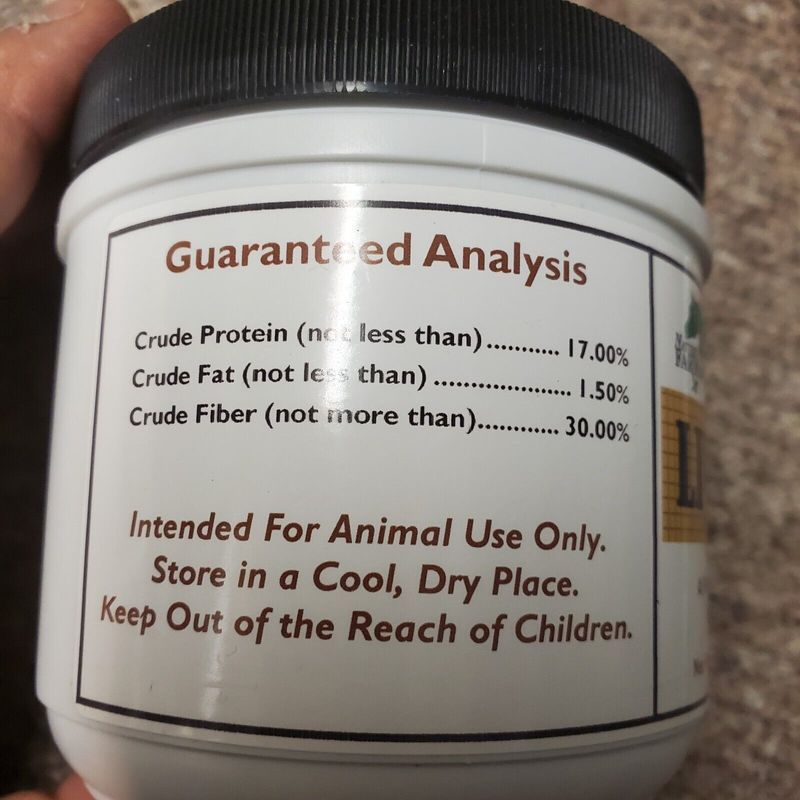 Guaranteed Analysis
Crude Protein (not less than)........... 17.00%
Crude Fat (not less than) ..................... 1.50%
Crude Fiber (not more than)............ 30.00%
Intended For Animal Use Only.
Store in a Cool, Dry Place.
Keep Out of the Reach of Children.